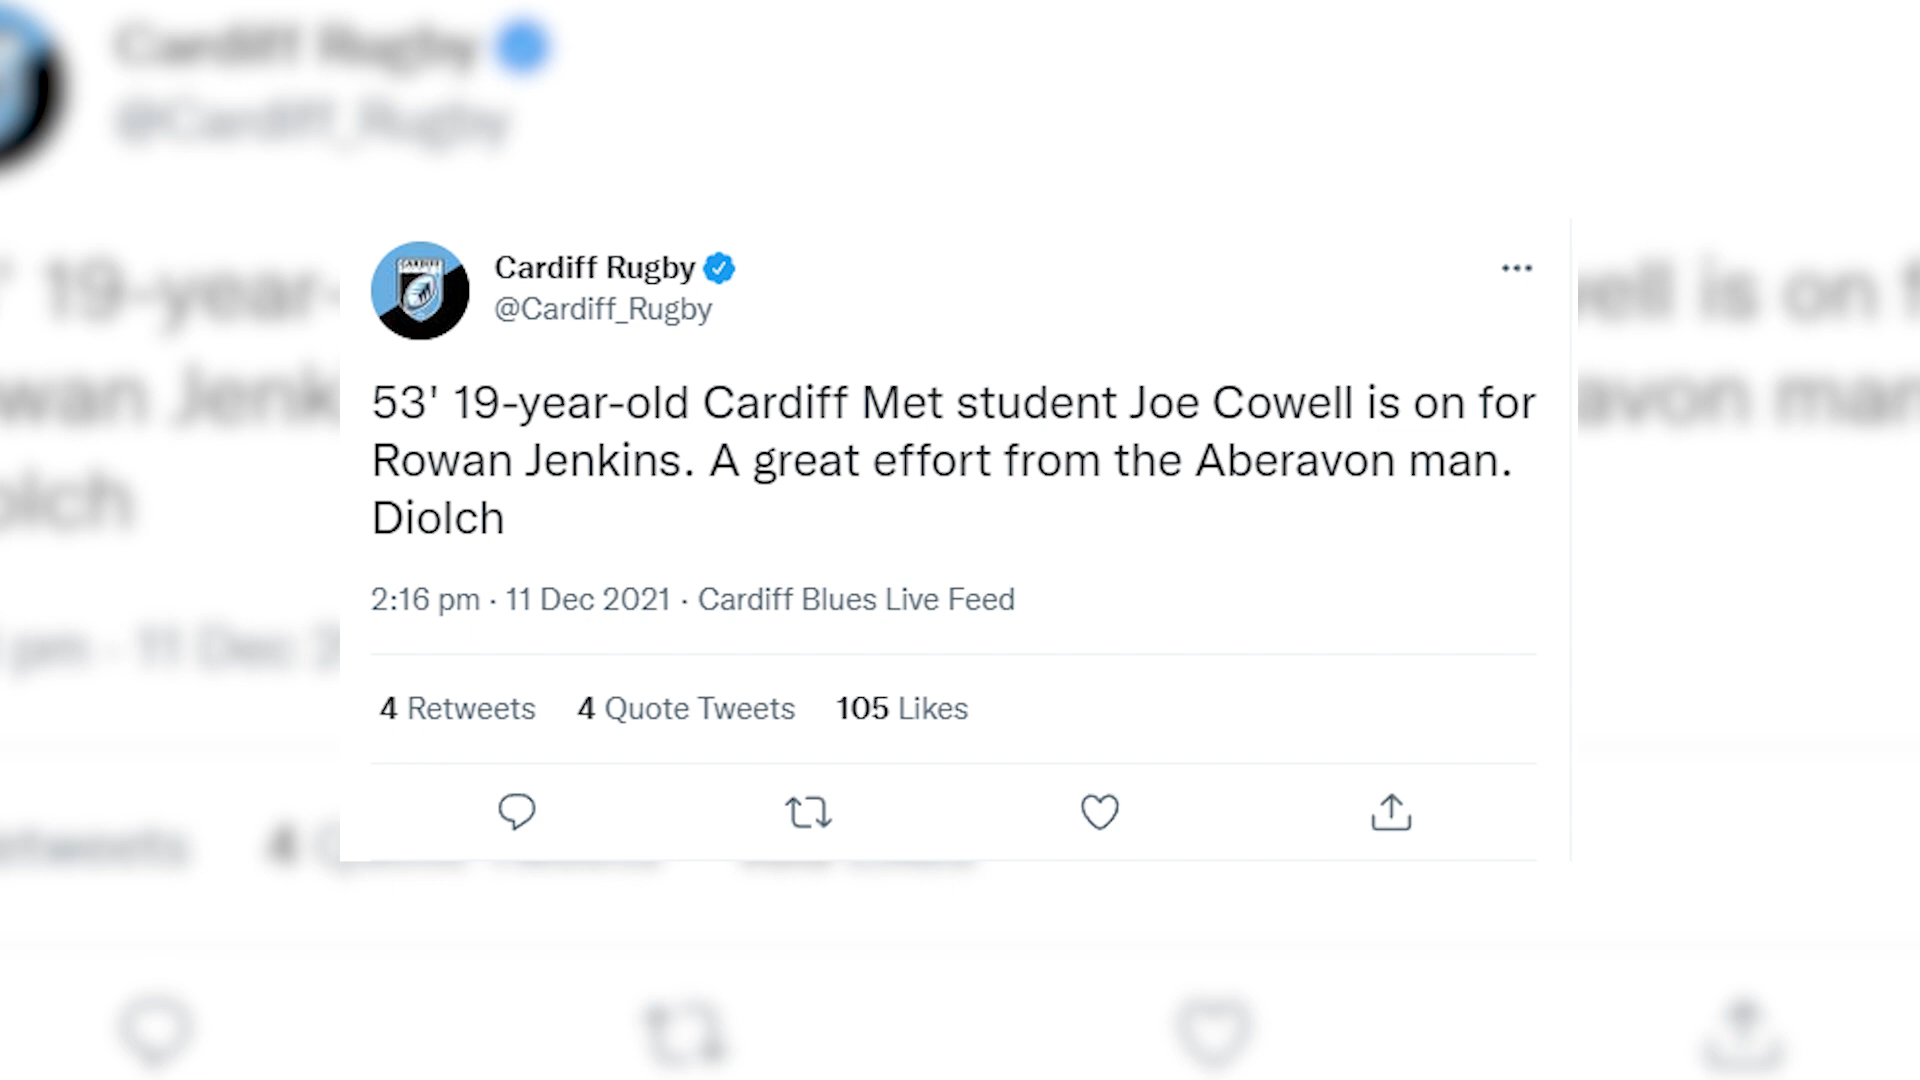 Cardiff Rugby
@Cardiff_Rugby
53' 19-year-old Cardiff Met student Joe Cowell is on for
Rowan Jenkins. A great effort from the Aberavon man.
Diolch
2:16 pm · 11 Dec 2021 · Cardiff Blues Live Feed
4 Retweets 4 Quote Tweets 105 Likes